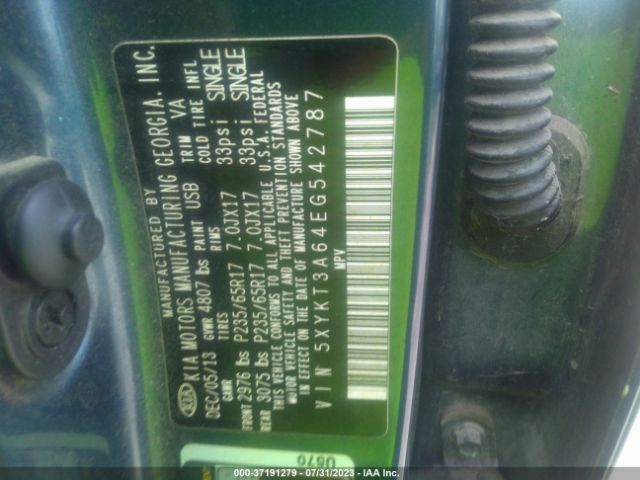 MANUFACTURED BY
KIA KIA MOTORS MANUFACTURING GEORGIA. INC.
DEC/05/13 PAINT USB TRIM VA
GVWR 4807 lbs
GAWR TIRES RIMS COLD TIRE INFL
FRONT 2976 lbs P235/65R17 7.0JX17 33psi SINGLE
REAR 3075 lbs P235/65R17 7.0JX17 33psi SINGLE
THIS VEHICLE CONFORMS TO ALL APPLICABLE U.S.A. FEDERAL
MOTOR VEHICLE SAFETY AND THEFT PREVENTION STANDARDS
IN EFFECT ON THE DATE OF MANUFACTURE SHOWN ABOVE
VIN 5XYKT3A64EG542787
MPV
U670
000-37191279 - 07/31/2023 - IAA Inc.